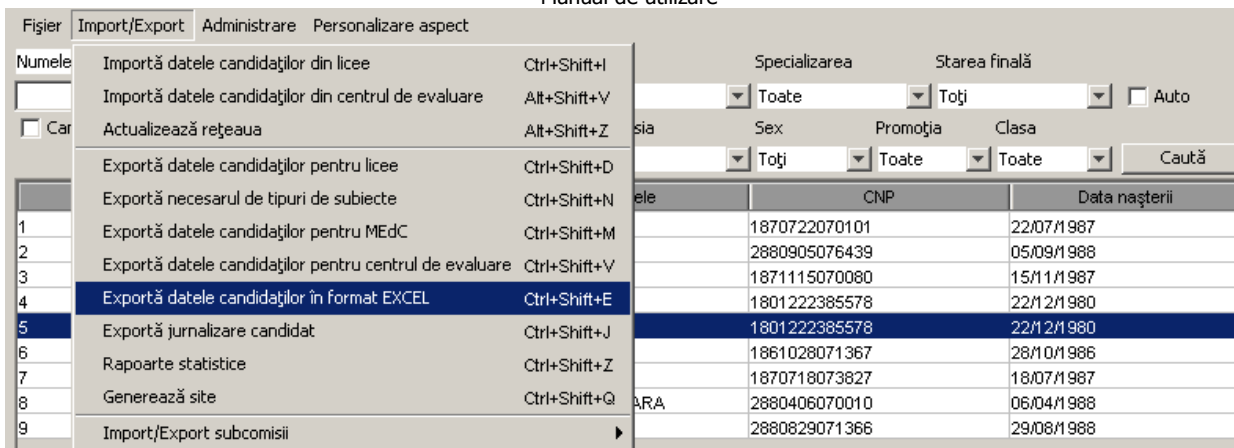 Manual de utilizare
Fişier Import/Export Administrare Personalizare aspect
Numele Specializarea Starea finală
Importă datele candidaţilor din licee Ctrl+Shift+I
Importă datele candidaţilor din centrul de evaluare Alt+Shift+V Toate Toţi Auto
Actualizează reţeaua Alt+Shift+Z Sex Promoţia Clasa
Exportă datele candidaţilor pentru licee Ctrl+Shift+D Toţi Toate Toate Caută
Exportă necesarul de tipuri de subiecte Ctrl+Shift+N ele CNP Data naşterii
1 1870722070101 22/07/1987
Exportă datele candidaţilor pentru MEdC Ctrl+Shift+M
2 2880905076439 05/09/1988
Exportă datele candidaţilor pentru centrul de evaluare Ctrl+Shift+V
3 1871115070080 15/11/1987
Exportă datele candidaţilor în format EXCEL Ctrl+Shift+E
4 1801222385578 22/12/1980
5 Exportă jurnalizare candidat Ctrl+Shift+J 1801222385578 22/12/1980
6 1861028071367 28/10/1986
Rapoarte statistice Ctrl+Shift+Z
7 1870718073827 18/07/1987
Generează site Ctrl+Shift+Q
8 ARA 2880406070010 06/04/1988
9 Import/Export subcomisii 2880829071366 29/08/1988